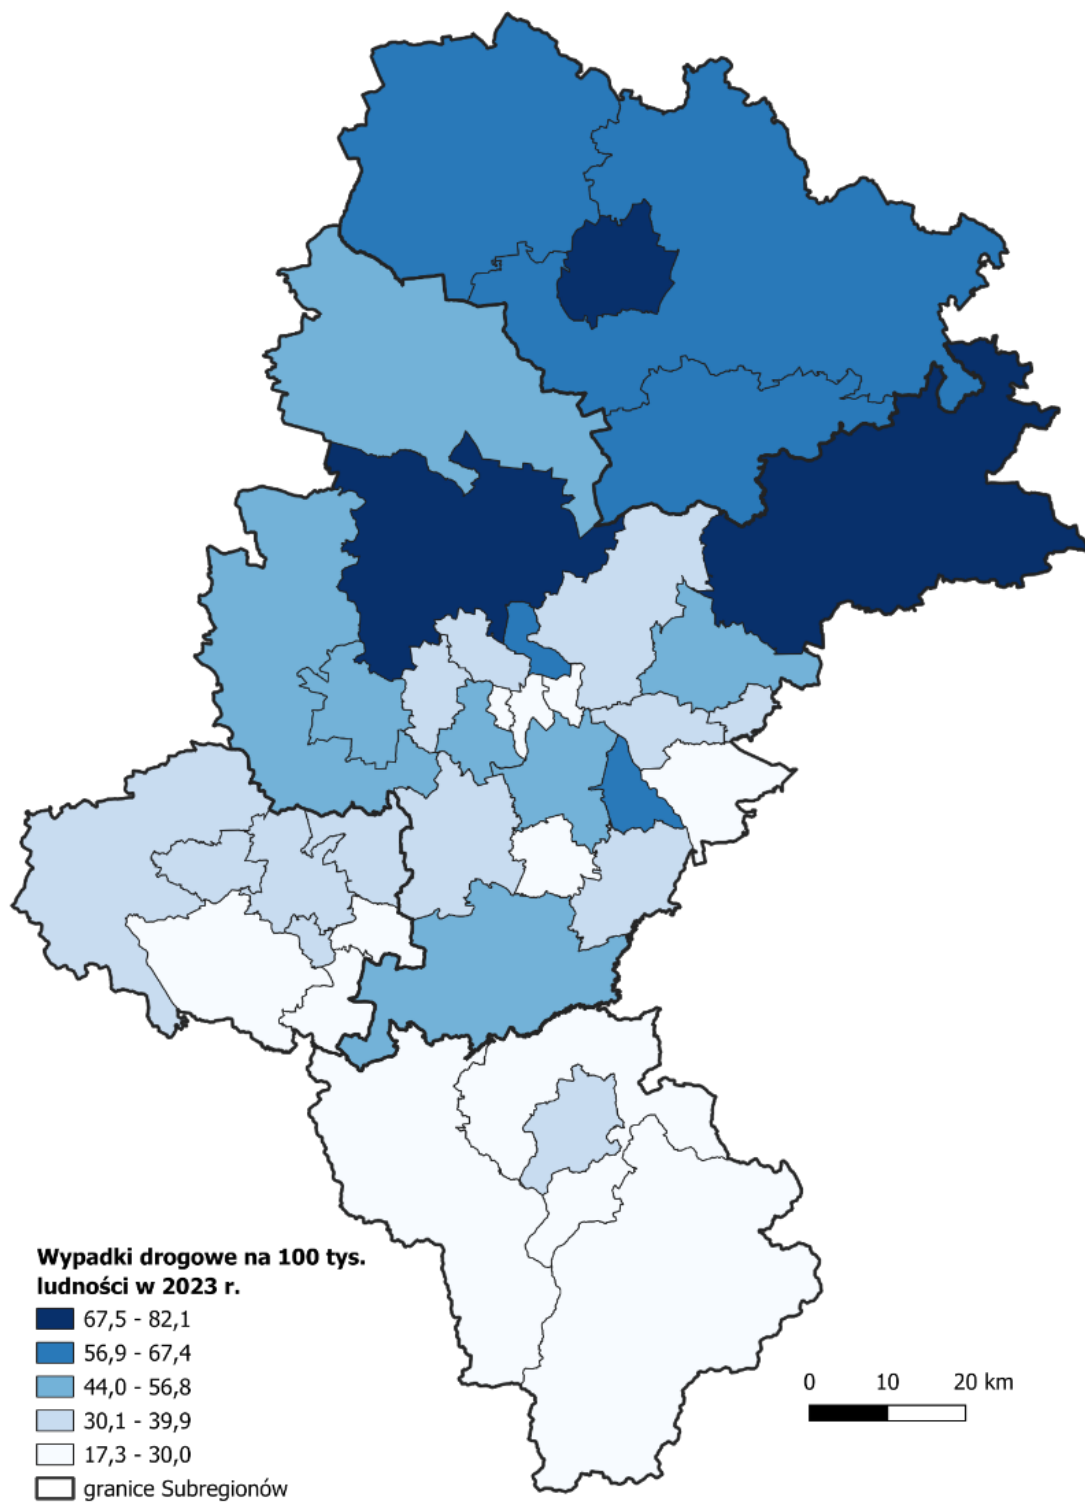 Wypadki drogowe na 100 tys.
ludności w 2023 r.
67,5 - 82,1
56,9 - 67,4
44,0 - 56,8
30,1 - 39,9
17,3 - 30,0
granice Subregionów
0 10 20 km